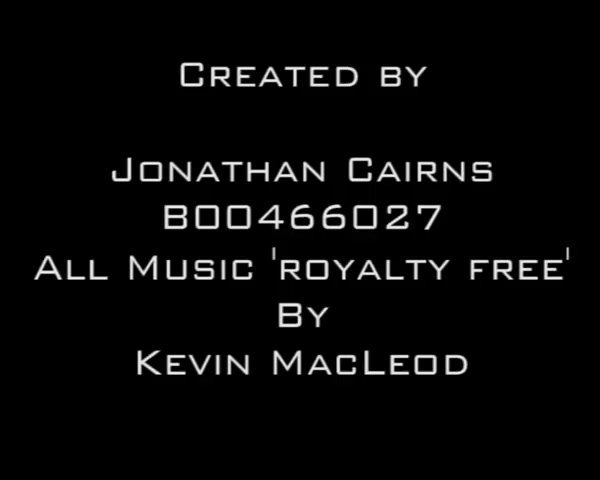 Created by
Jonathan Cairns
B00466027
All Music 'royalty free'
By
Kevin MacLeod